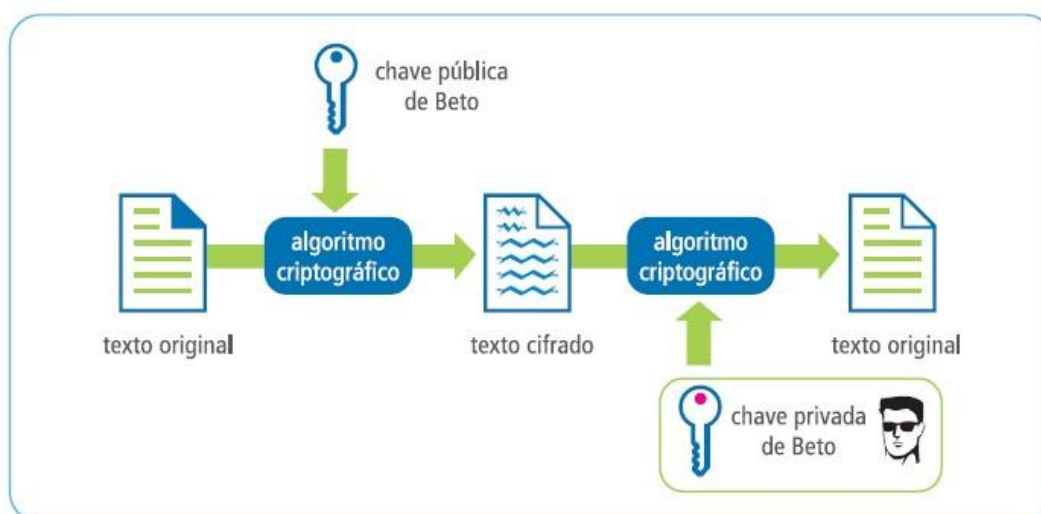 chave pública
de Beto
algoritmo
criptográfico
algoritmo
criptográfico
texto original
texto cifrado
texto original
chave privada
de Beto